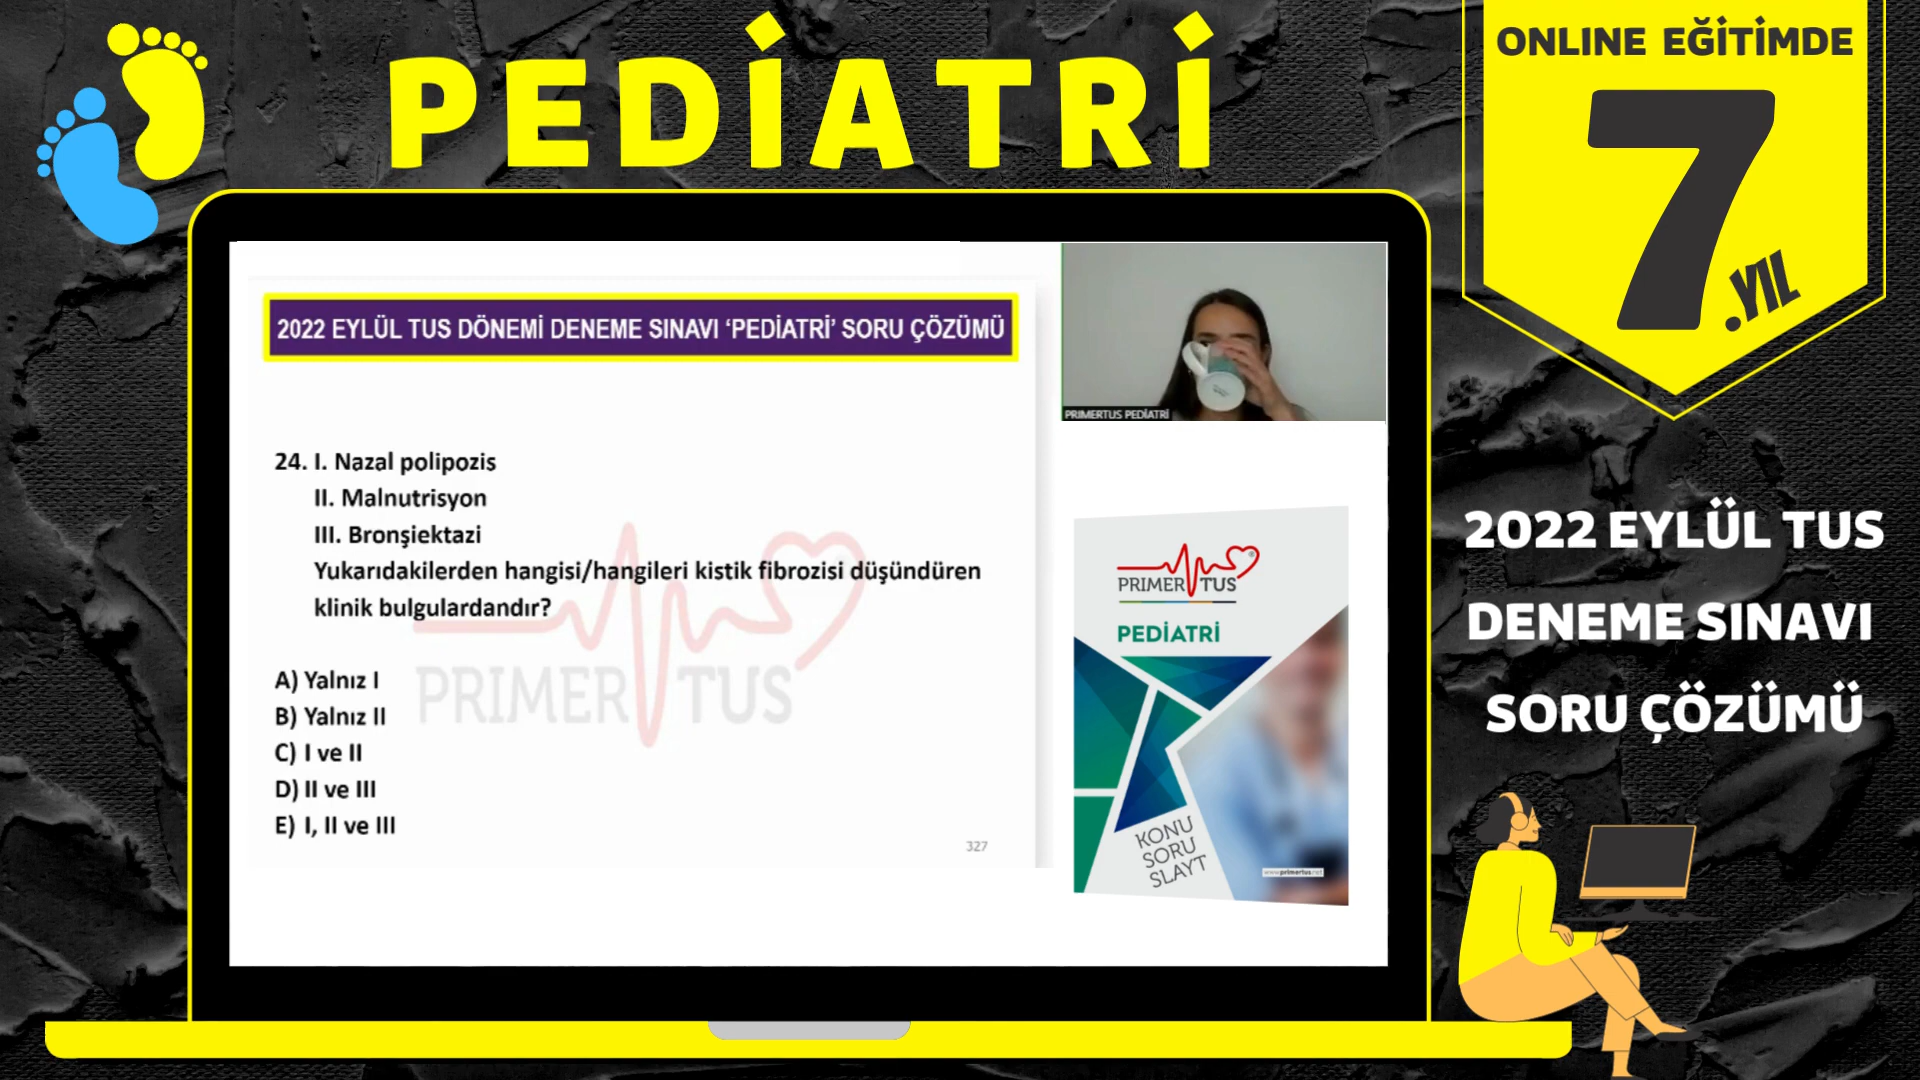 PEDİATRİ
ONLINE EĞİTİMDE
7
.YIL
2022 EYLÜL TUS DÖNEMİ DENEME SINAVI ‘PEDİATRİ’ SORU ÇÖZÜMÜ
24. I. Nazal polipozis
II. Malnutrisyon
III. Bronşiektazi
Yukarıdakilerden hangisi/hangileri kistik fibrozisi düşündüren
klinik bulgulardandır?
A) Yalnız I
B) Yalnız II
C) I ve II
D) II ve III
E) I, II ve III
327
PRIMER TUS
PRIMERTUS PEDİATRİ
PRIMER TUS
PEDİATRİ
KONU
SORU
SLAYT
www.primertus.net
2022 EYLÜL TUS
DENEME SINAVI
SORU ÇÖZÜMÜ